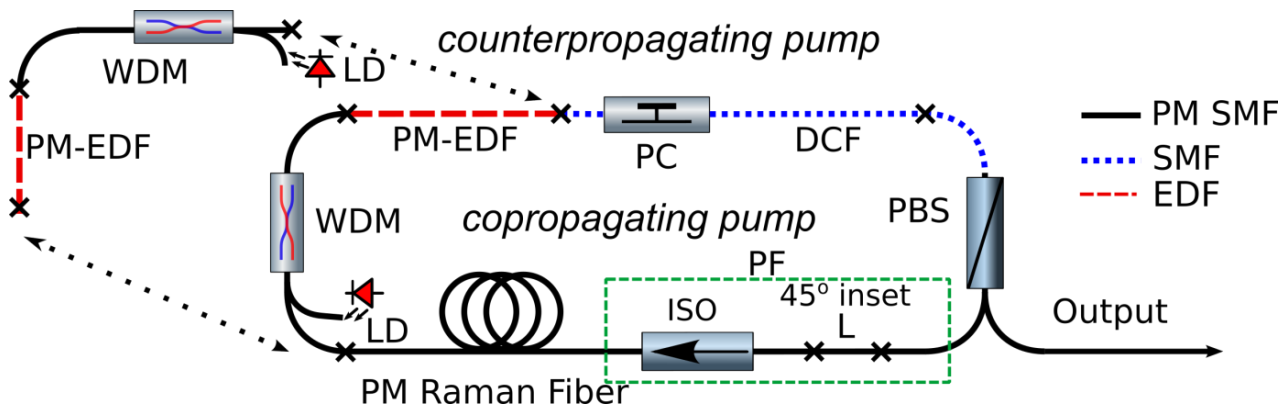 counterpropagating pump
WDM
LD
PM-EDF
PM-EDF
PC
DCF
PM SMF
SMF
EDF
WDM
copropagating pump
PBS
PF
LD
ISO
45° inset
L
Output
PM Raman Fiber